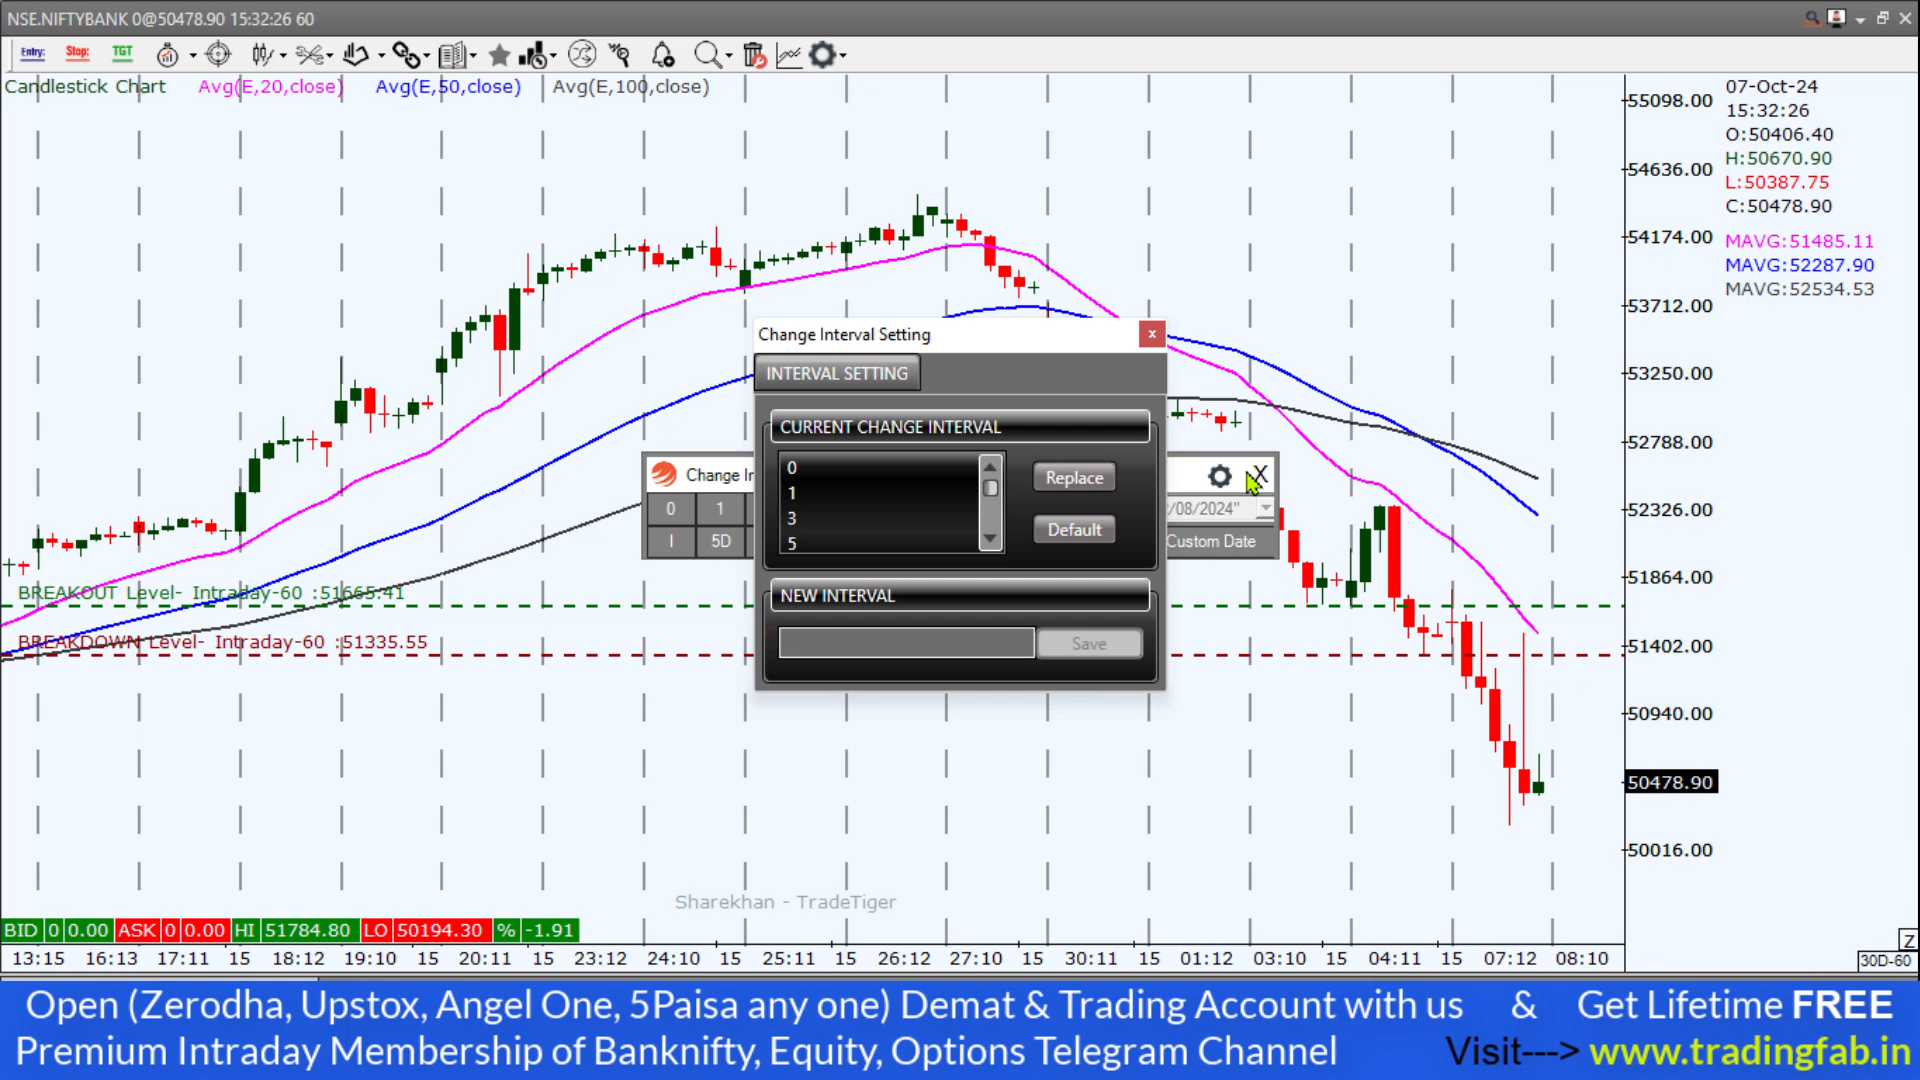 NSE.NIFTYBANK 0@50478.90 15:32:26 60
Entry: Stop: TGT
Candlestick Chart Avg(E,20,close) Avg(E,50,close) Avg(E,100,close)
55098.00
54636.00
54174.00
53712.00
53250.00
52788.00
52326.00
51864.00
51402.00
50940.00
50478.90
50016.00
07-Oct-24
15:32:26
O:50406.40
H:50670.90
L:50387.75
C:50478.90
MAVG:51485.11
MAVG:52287.90
MAVG:52534.53
Change Interval Setting x
INTERVAL SETTING
CURRENT CHANGE INTERVAL
0
1
3
5
Replace
Default
NEW INTERVAL
Save
Change In X
0 1
/08/2024"
I 5D
Custom Date
BREAKOUT Level- Intraday-60 :51665.41
BREAKDOWN Level- Intraday-60 :51335.55
Sharekhan - TradeTiger
BID 0 0.00 ASK 0 0.00 HI 51784.80 LO 50194.30 % -1.91
Z
13:15 16:13 17:11 15 18:12 19:10 15 20:11 15 23:12 24:10 15 25:11 15 26:12 27:10 15 30:11 15 01:12 03:10 15 04:11 15 07:12 08:10
30D-60
Open (Zerodha, Upstox, Angel One, 5Paisa any one) Demat & Trading Account with us & Get Lifetime FREE
Premium Intraday Membership of Banknifty, Equity, Options Telegram Channel Visit---> www.tradingfab.in